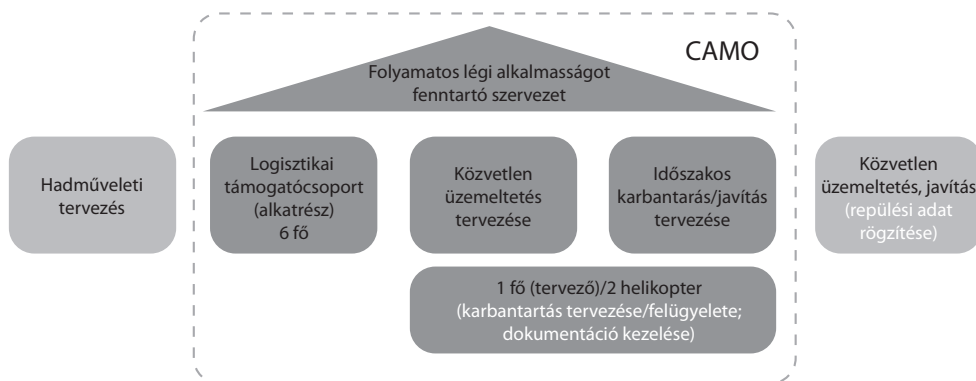 CAMO
Folyamatos légi alkalmasságot
fenntartó szervezet
Hadműveleti
tervezés
Logisztikai
támogatócsoport
(alkatrész)
6 fő
Közvetlen
üzemeltetés
tervezése
Időszakos
karbantarás/javítás
tervezése
Közvetlen
üzemeltetés, javítás
(repülési adat
rögzítése)
1 fő (tervező)/2 helikopter
(karbantartás tervezése/felügyelete;
dokumentáció kezelése)